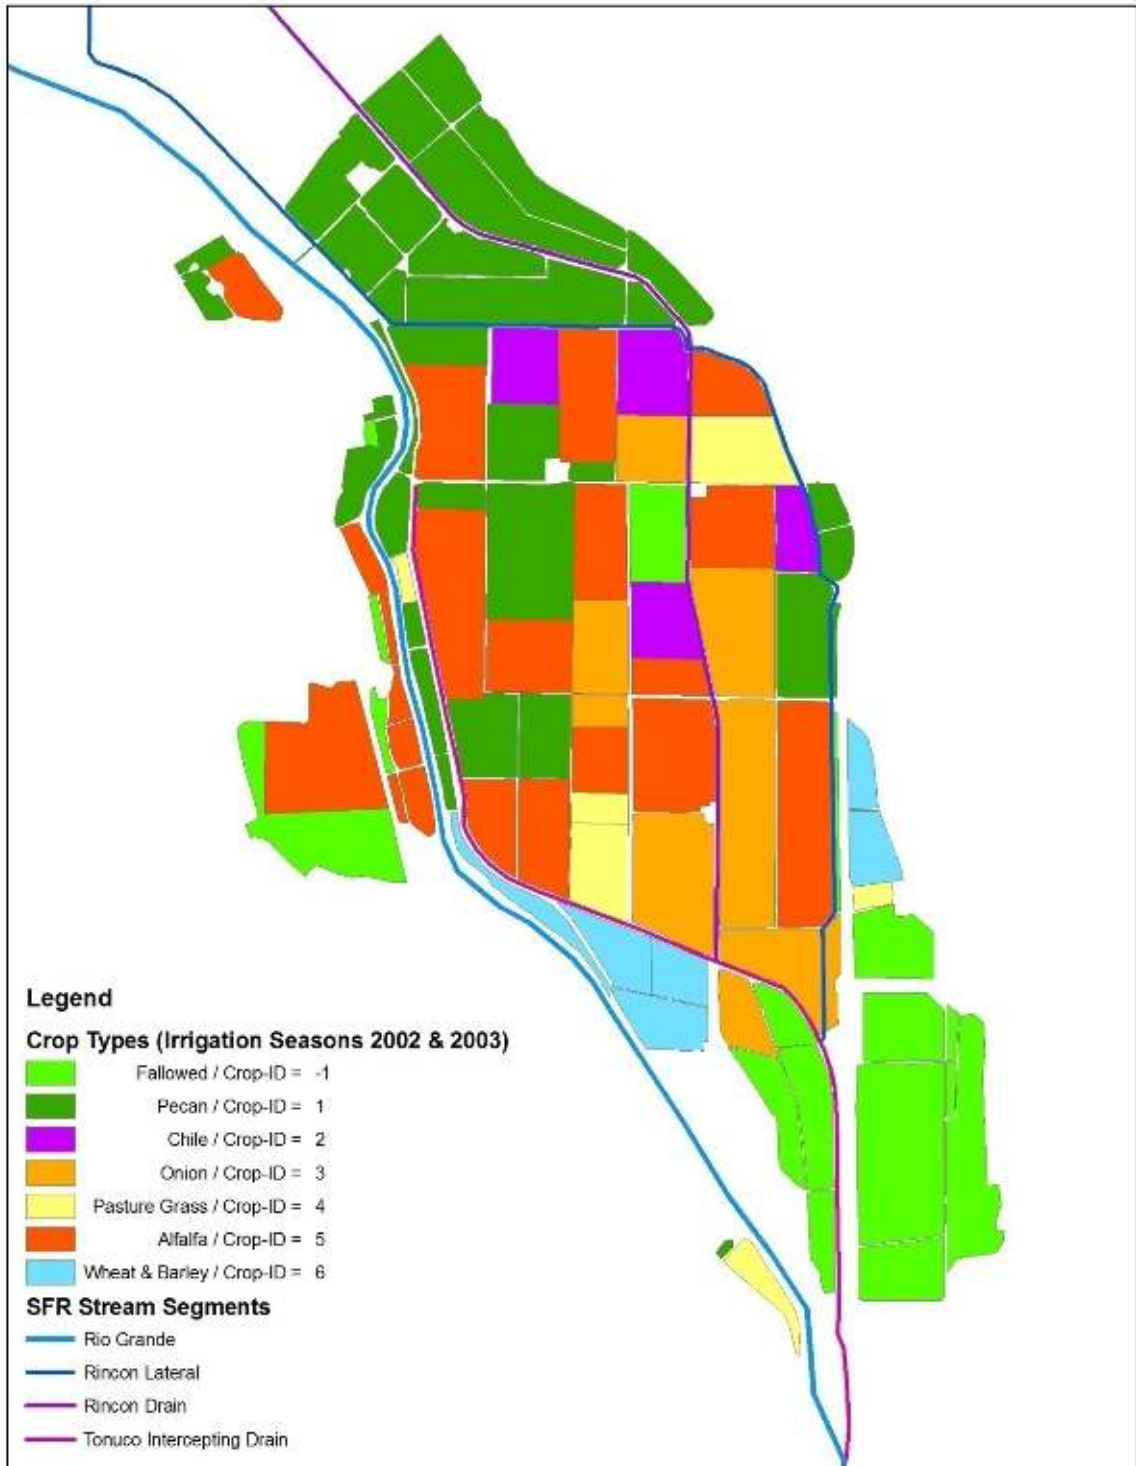 Legend
Crop Types (Irrigation Seasons 2002 & 2003)
Fallowed / Crop-ID = -1
Pecan / Crop-ID = 1
Chile / Crop-ID = 2
Onion / Crop-ID = 3
Pasture Grass / Crop-ID = 4
Alfalfa / Crop-ID = 5
Wheat & Barley / Crop-ID = 6
SFR Stream Segments
Rio Grande
Rincon Lateral
Rincon Drain
Tonuco Intercepting Drain